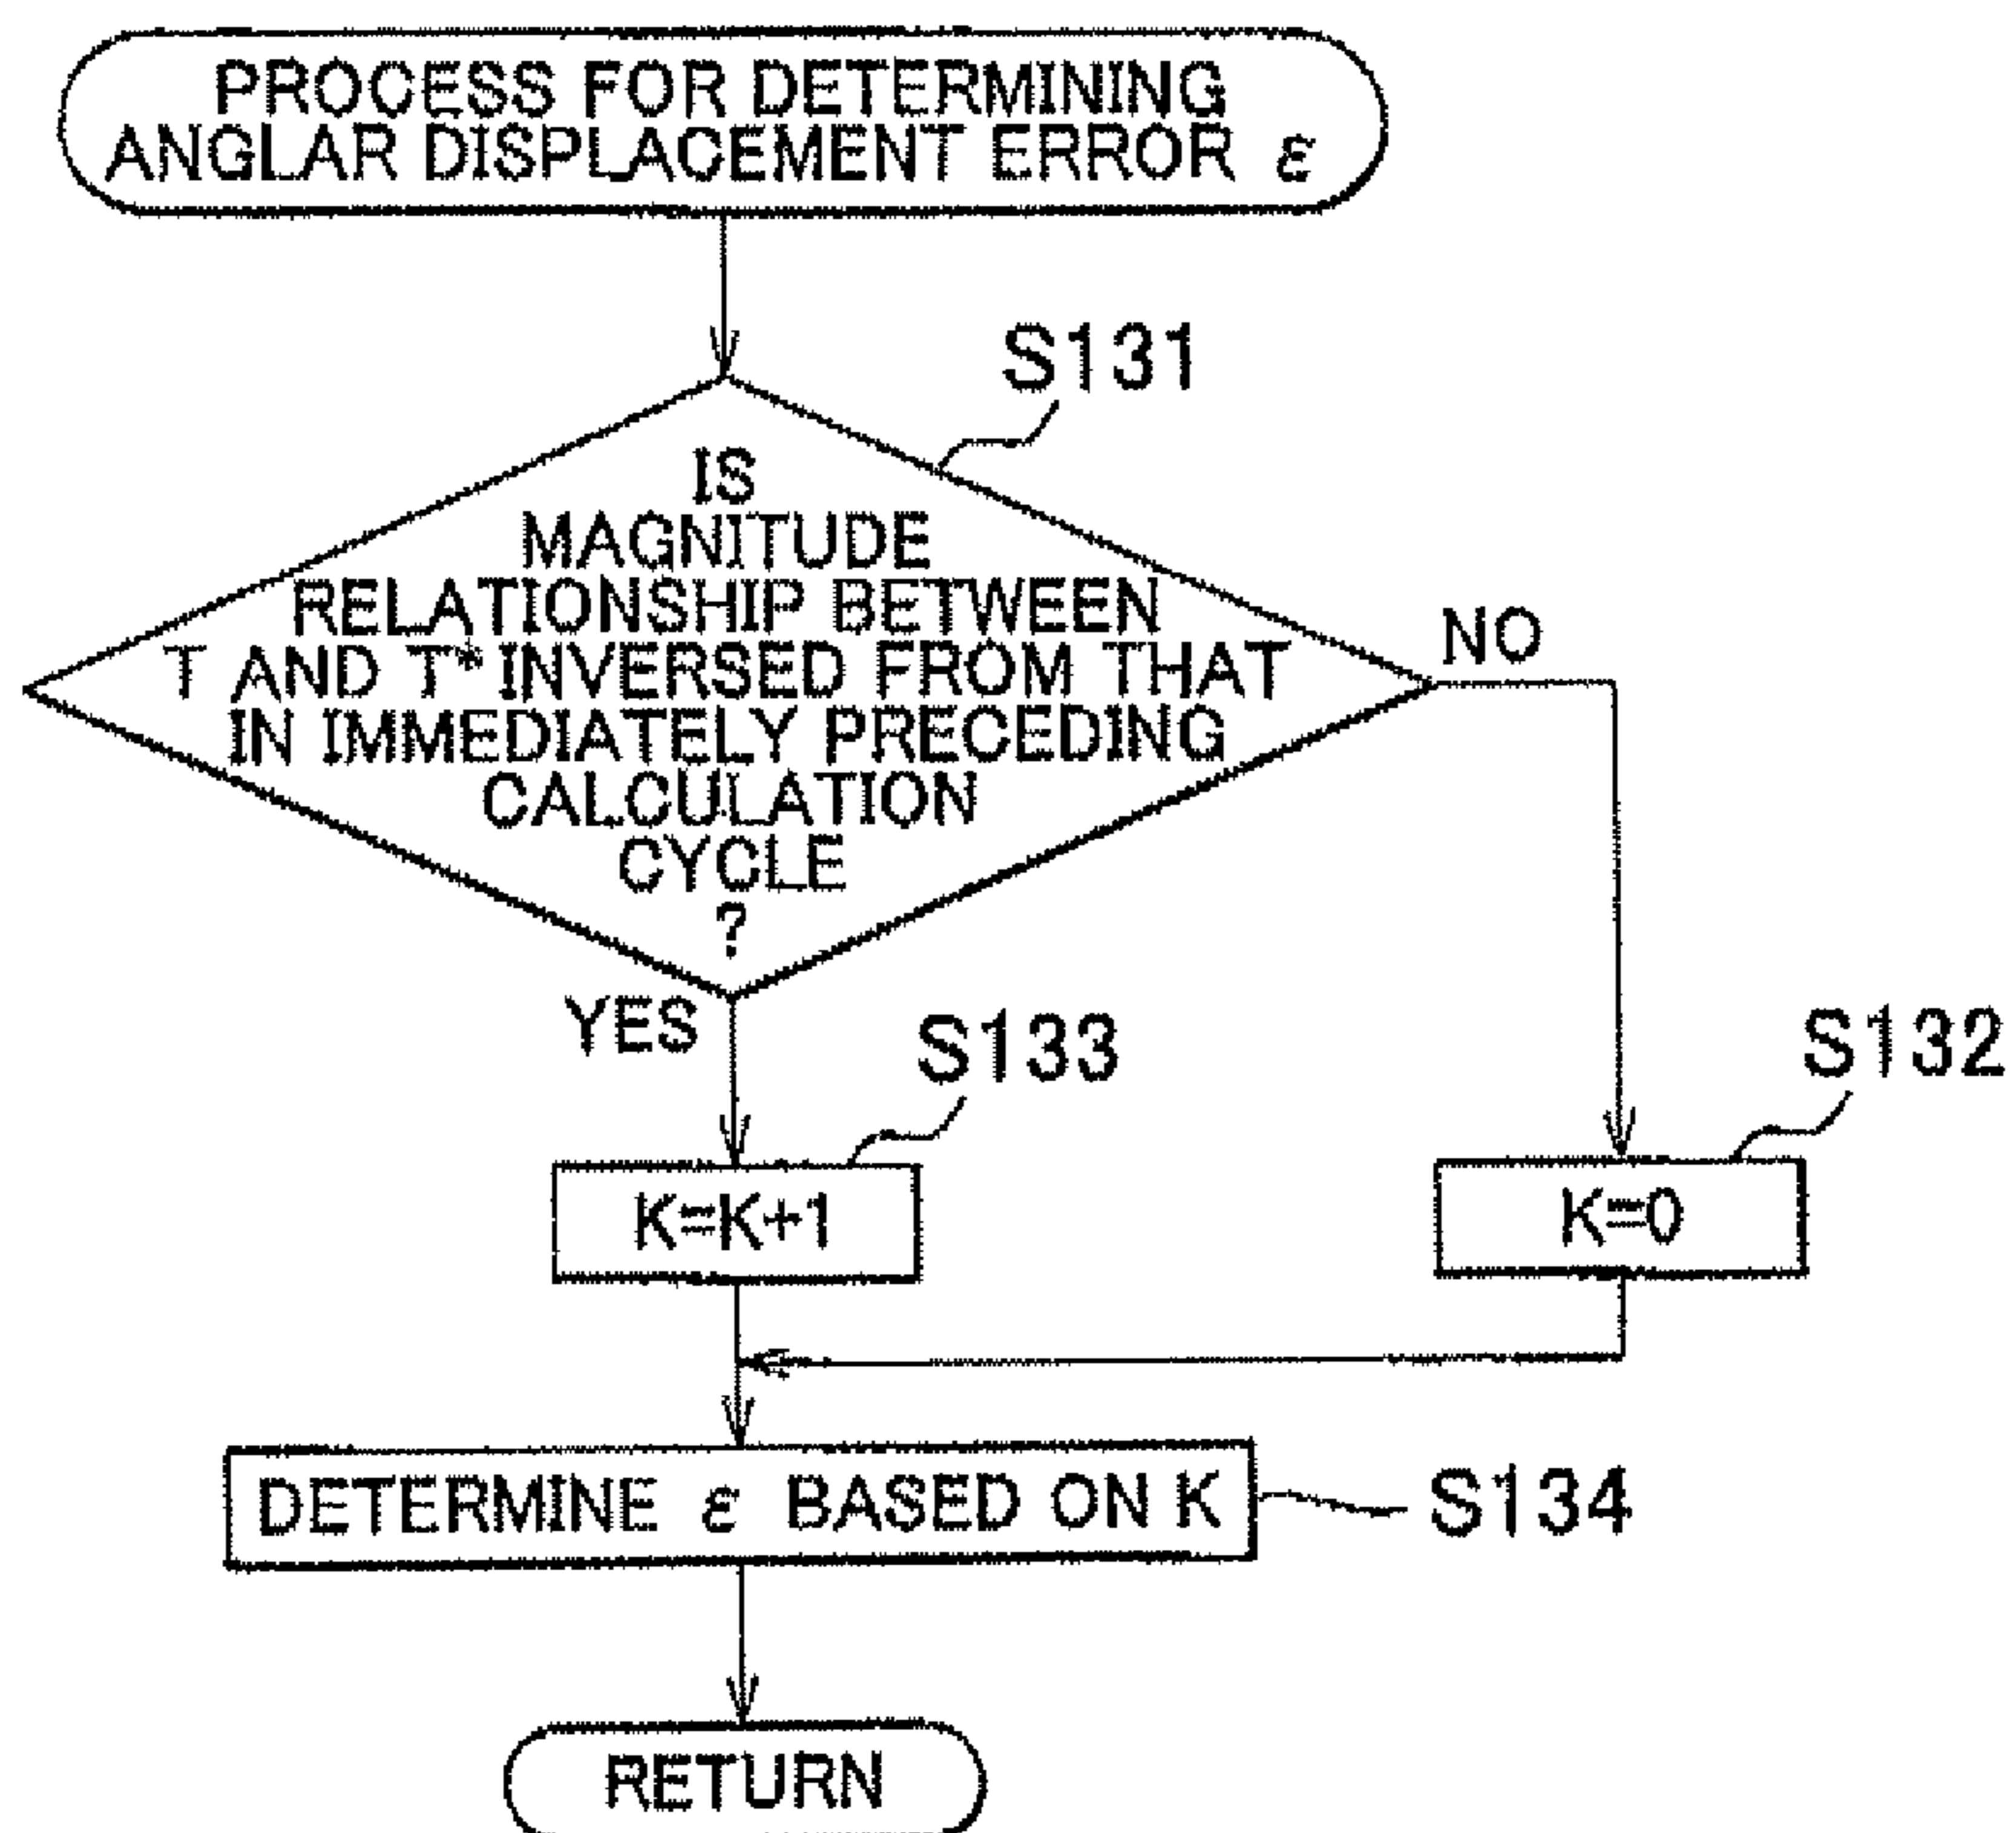 PROCESS FOR DETERMINING
ANGLAR DISPLACEMENT ERROR ε
S131
IS
MAGNITUDE
RELATIONSHIP BETWEEN
T AND T* INVERSED FROM THAT
IN IMMEDIATELY PRECEDING
CALCULATION
CYCLE
?
NO
YES
S133
S132
K=K+1
K=0
DETERMINE ε BASED ON K
S134
RETURN